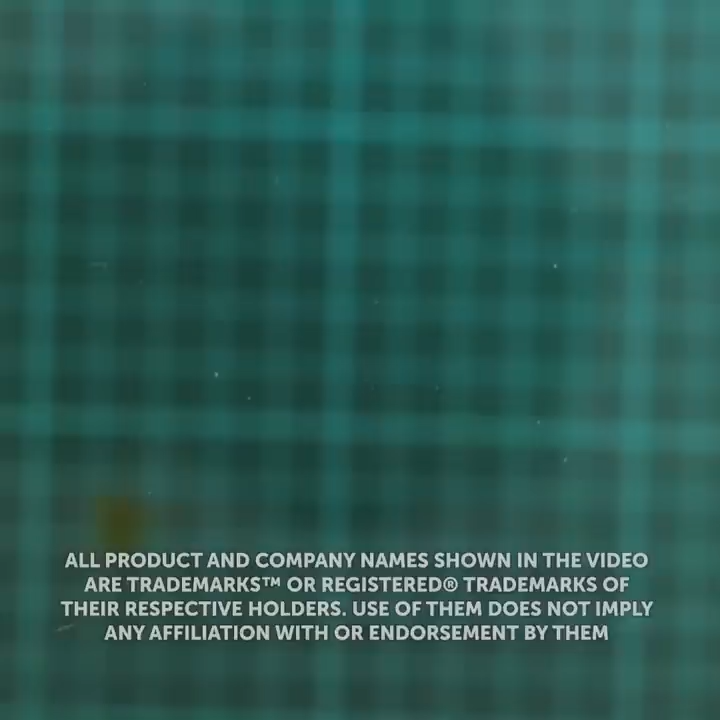 ALL PRODUCT AND COMPANY NAMES SHOWN IN THE VIDEO
ARE TRADEMARKS™ OR REGISTERED® TRADEMARKS OF
THEIR RESPECTIVE HOLDERS. USE OF THEM DOES NOT IMPLY
ANY AFFILIATION WITH OR ENDORSEMENT BY THEM